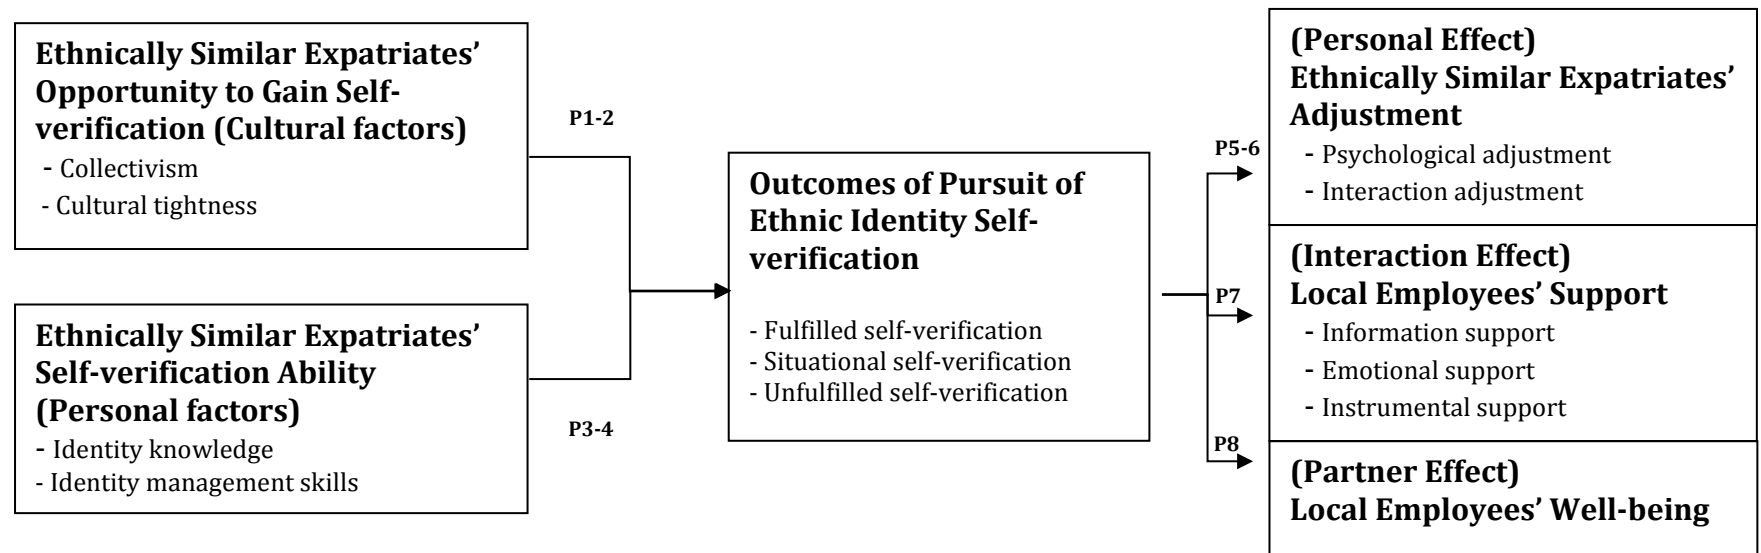 Ethnically Similar Expatriates’
Opportunity to Gain Self-
verification (Cultural factors)
- Collectivism
- Cultural tightness
P1-2
Ethnically Similar Expatriates’
Self-verification Ability
(Personal factors)
- Identity knowledge
- Identity management skills
P3-4
Outcomes of Pursuit of
Ethnic Identity Self-
verification
- Fulfilled self-verification
- Situational self-verification
- Unfulfilled self-verification
P5-6
(Personal Effect)
Ethnically Similar Expatriates’
Adjustment
- Psychological adjustment
- Interaction adjustment
P7
(Interaction Effect)
Local Employees’ Support
- Information support
- Emotional support
- Instrumental support
P8
(Partner Effect)
Local Employees’ Well-being